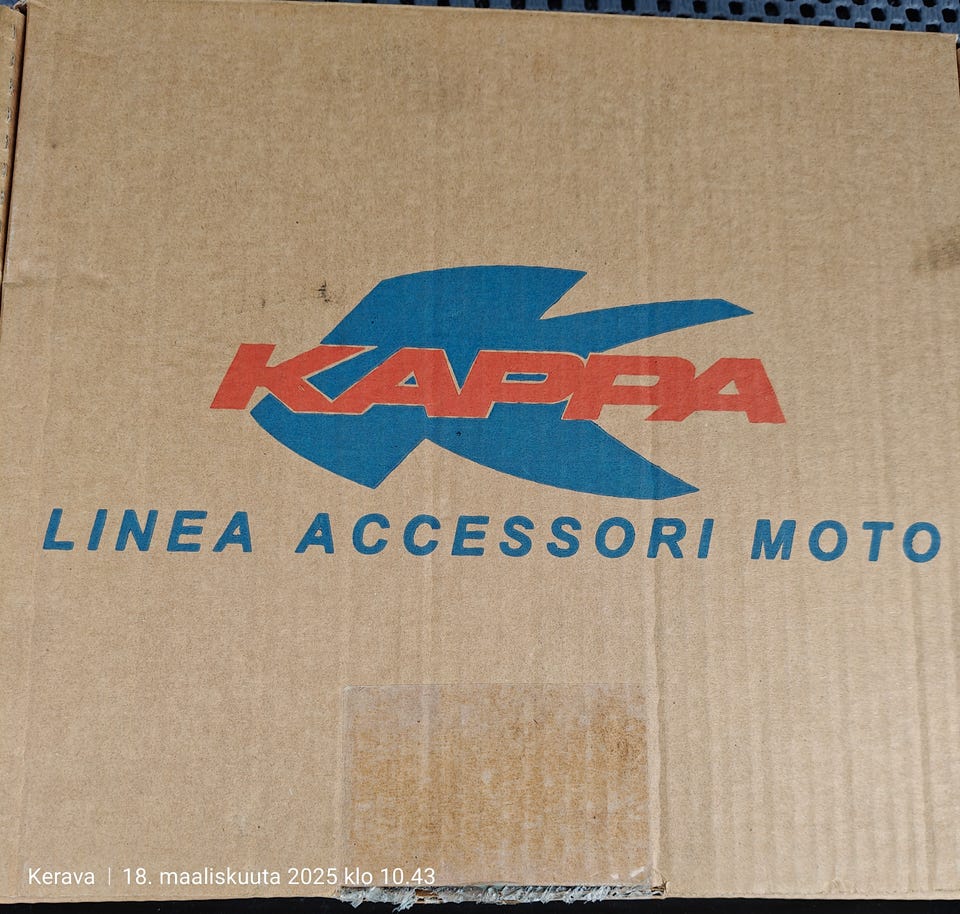 KAPPA
LINEA ACCESSORI MOTO
Kerava | 18. maaliskuuta 2025 klo 10.43